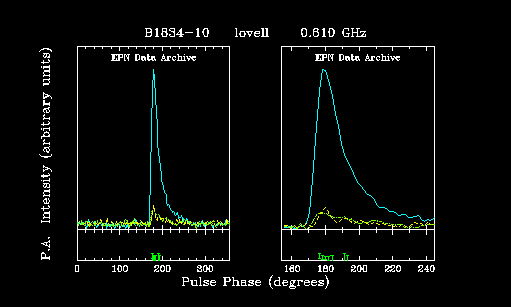 B1834-10 lovell 0.610 GHz
EPN Data Archive EPN Data Archive
P.A. Intensity (arbitrary units)
0 100 200 300 160 180 200 220 240
Pulse Phase (degrees)